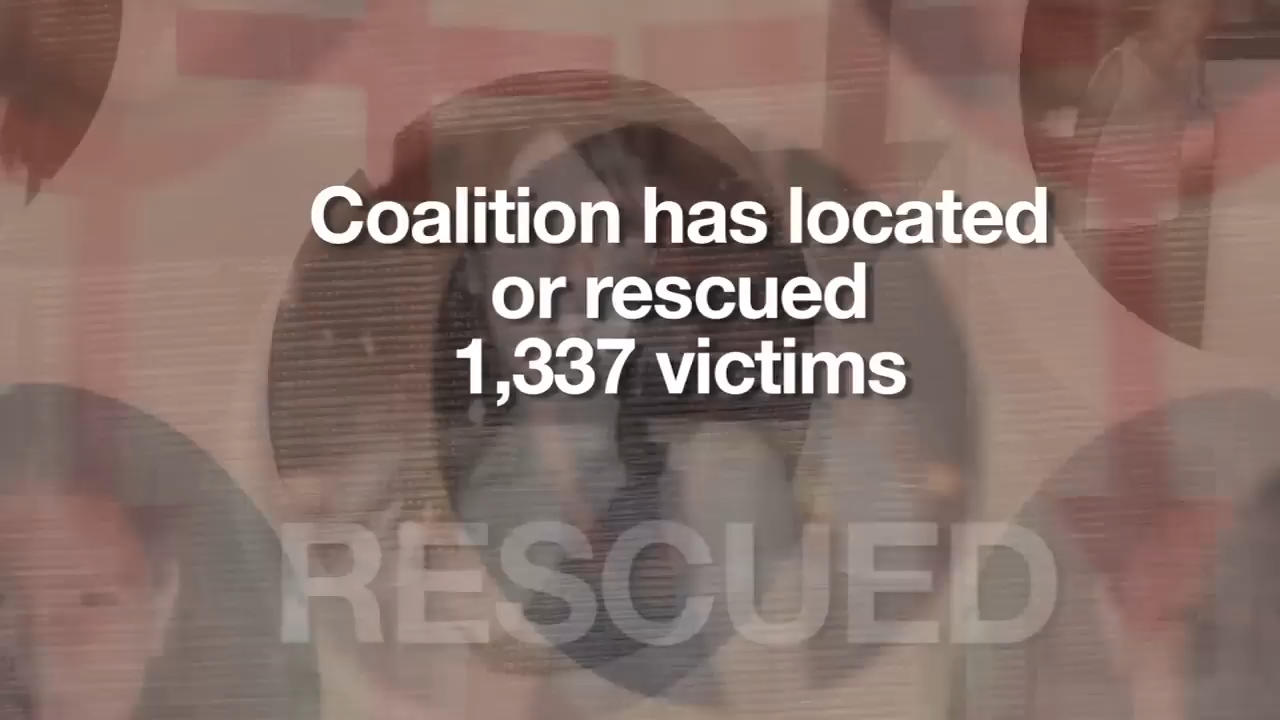 Coalition has located
or rescued
1,337 victims
RESCUED